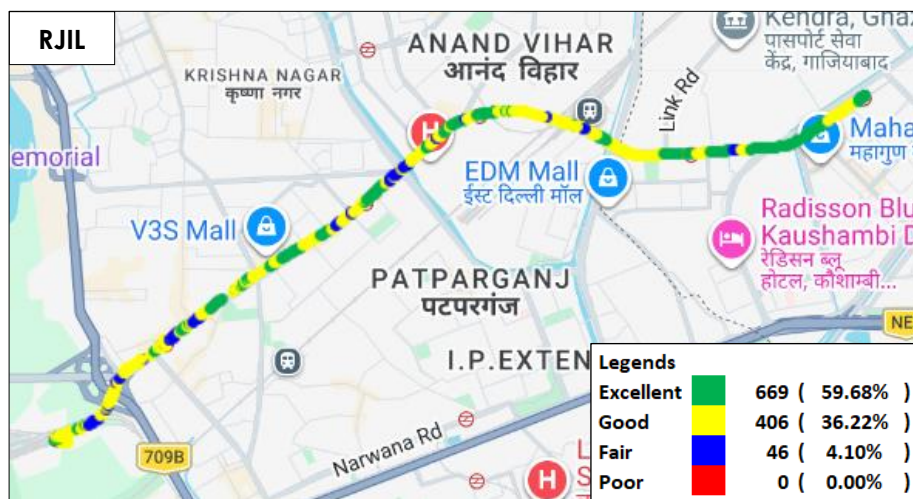 RJIL
ANAND VIHAR
आनंद विहार
KRISHNA NAGAR
कृष्णा नगर
Kendra, Ghaz
पासपोर्ट सेवा
केंद्र, गाजियाबाद
Link Rd
emorial
H
Maha
महागुण
EDM Mall
ईस्ट दिल्ली मॉल
V3S Mall
Radisson Blu
Kaushambi D
रेडिसन ब्लू
होटल, कौशाम्बी...
PATPARGANJ
पटपरगंज
NE
I.P.EXTEN
709B
Narwana Rd
L
S
H
Legends
Excellent 669 ( 59.68% )
Good 406 ( 36.22% )
Fair 46 ( 4.10% )
Poor 0 ( 0.00% )